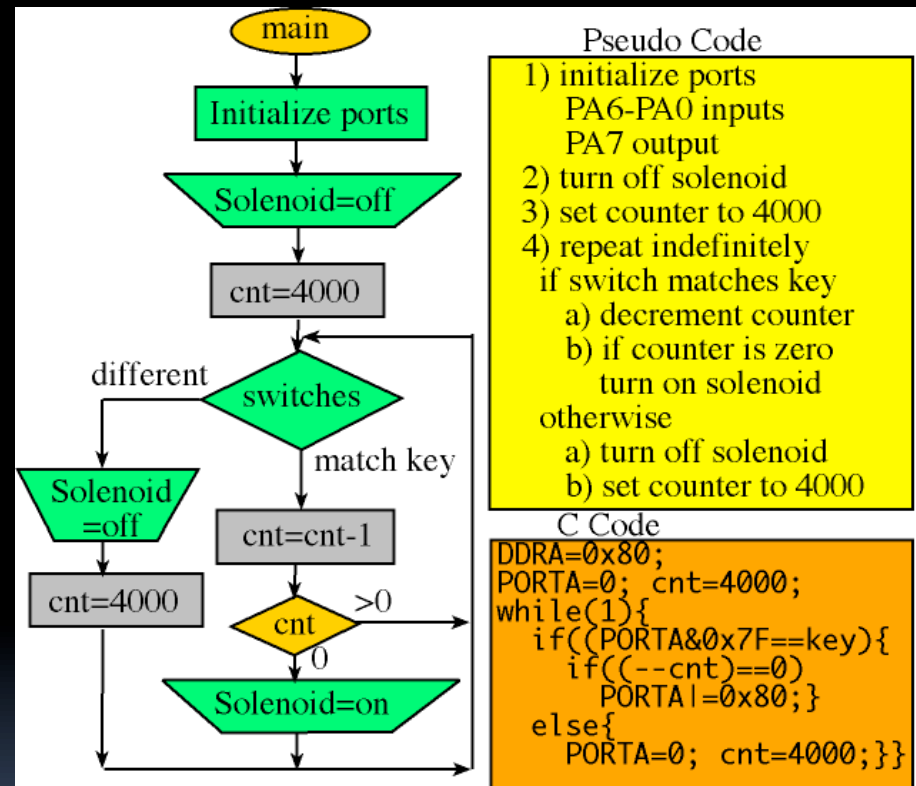 main
Initialize ports
Solenoid=off
cnt=4000
switches
different
match key
Solenoid
=off
cnt=4000
cnt=cnt-1
cnt
>0
0
Solenoid=on
Pseudo Code
1) initialize ports
PA6-PA0 inputs
PA7 output
2) turn off solenoid
3) set counter to 4000
4) repeat indefinitely
if switch matches key
a) decrement counter
b) if counter is zero
turn on solenoid
otherwise
a) turn off solenoid
b) set counter to 4000
C Code
DDRA=0x80;
PORTA=0; cnt=4000;
while(1){
if((PORTA&0x7F==key){
if((--cnt)==0)
PORTA|=0x80;}
else{
PORTA=0; cnt=4000;}}